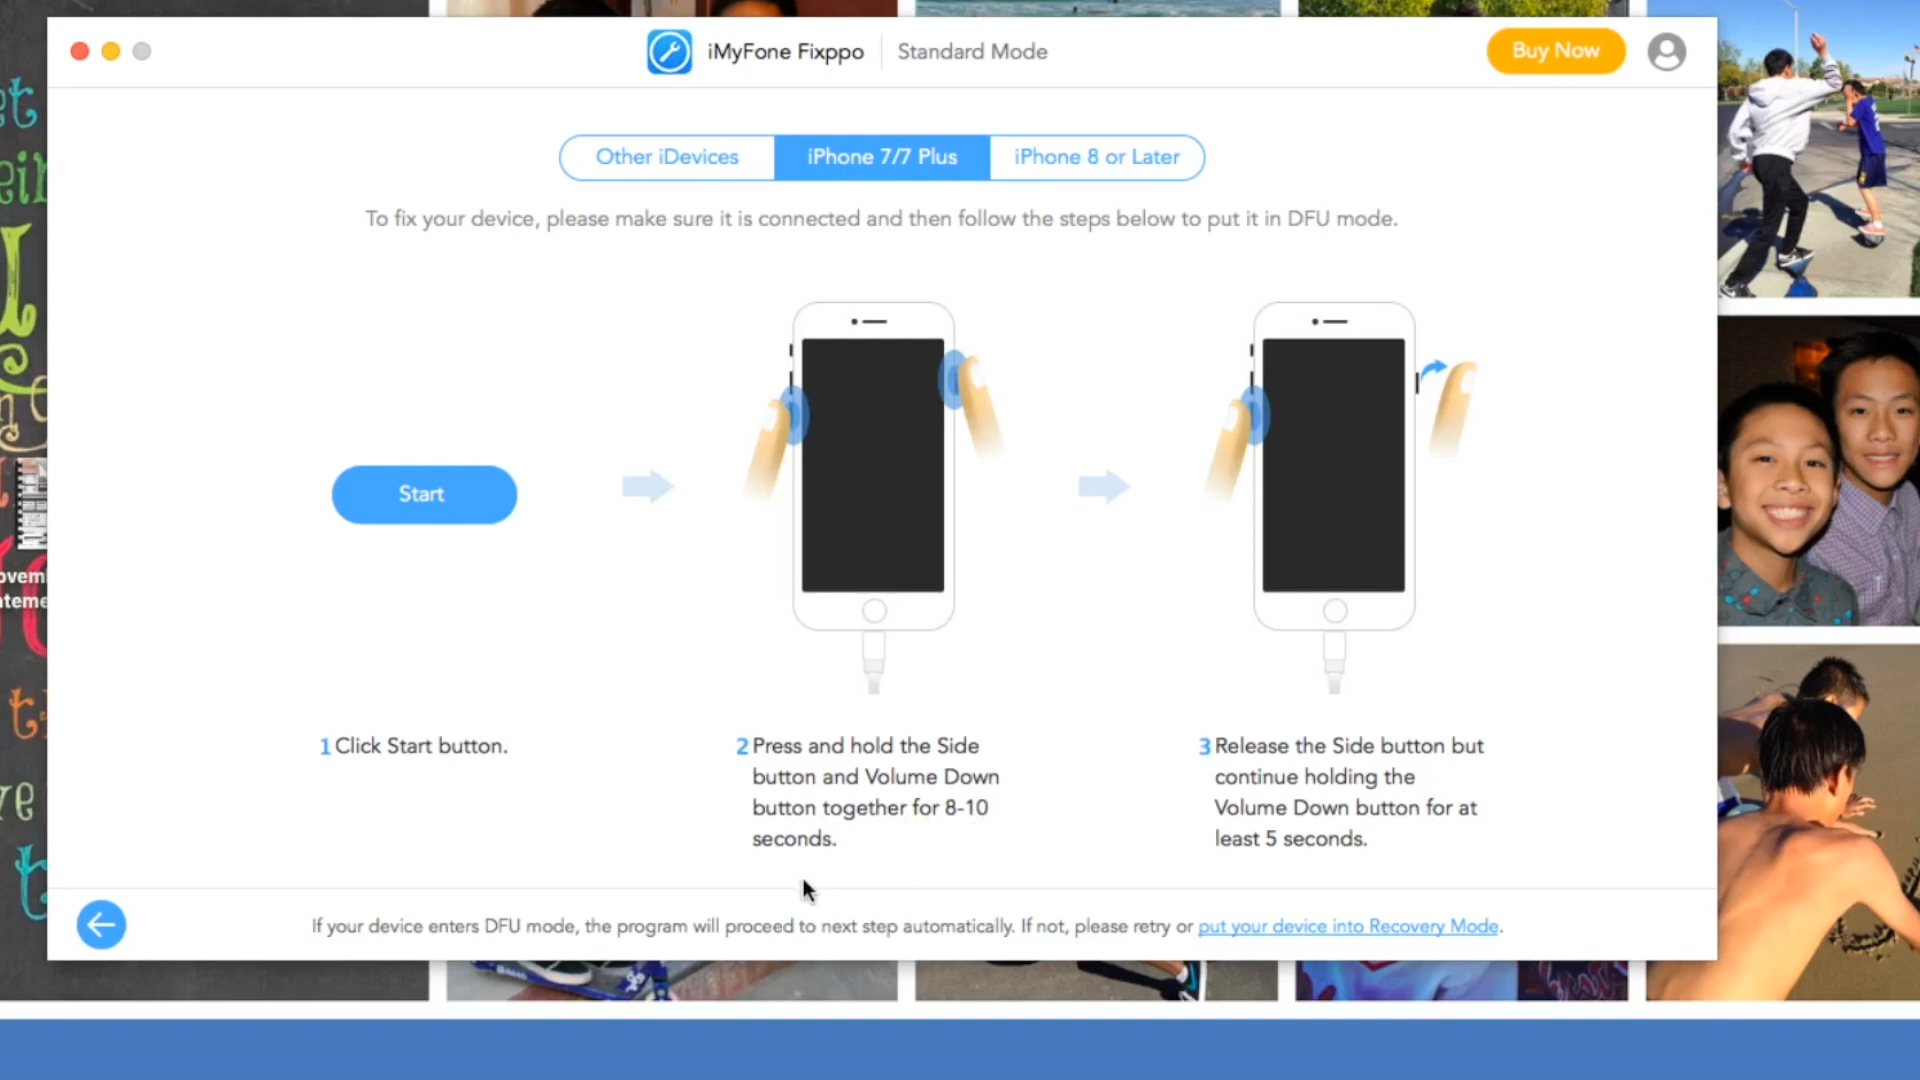 iMyFone Fixppo Standard Mode Buy Now
Other iDevices iPhone 7/7 Plus iPhone 8 or Later
To fix your device, please make sure it is connected and then follow the steps below to put it in DFU mode.
Start
1 Click Start button.
2 Press and hold the Side
button and Volume Down
button together for 8-10
seconds.
3 Release the Side button but
continue holding the
Volume Down button for at
least 5 seconds.
If your device enters DFU mode, the program will proceed to next step automatically. If not, please retry or put your device into Recovery Mode.